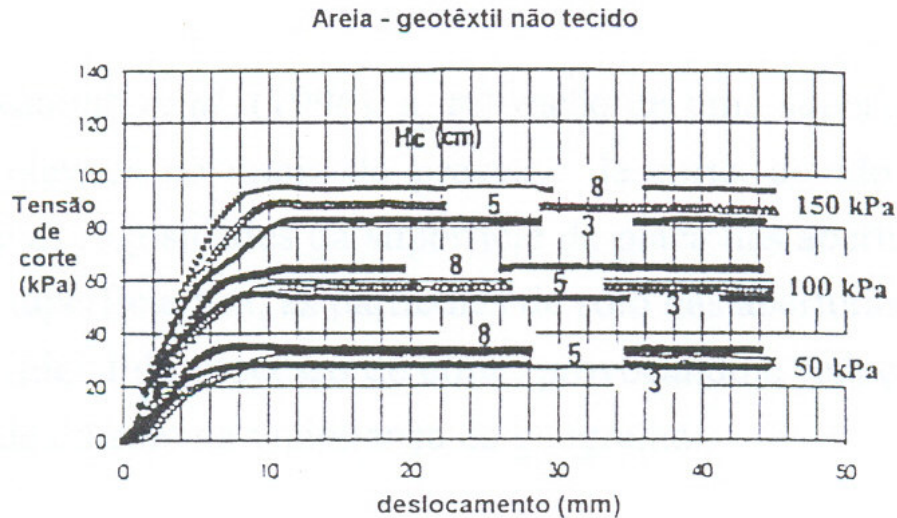 Areia - geotêxtil não tecido
140
120
100
80
60
40
20
0
Tensão
de
corte
(kPa)
Hc (cm)
8
5
3
150 kPa
8
5
3
100 kPa
8
5
3
50 kPa
0
10
20
30
40
50
deslocamento (mm)